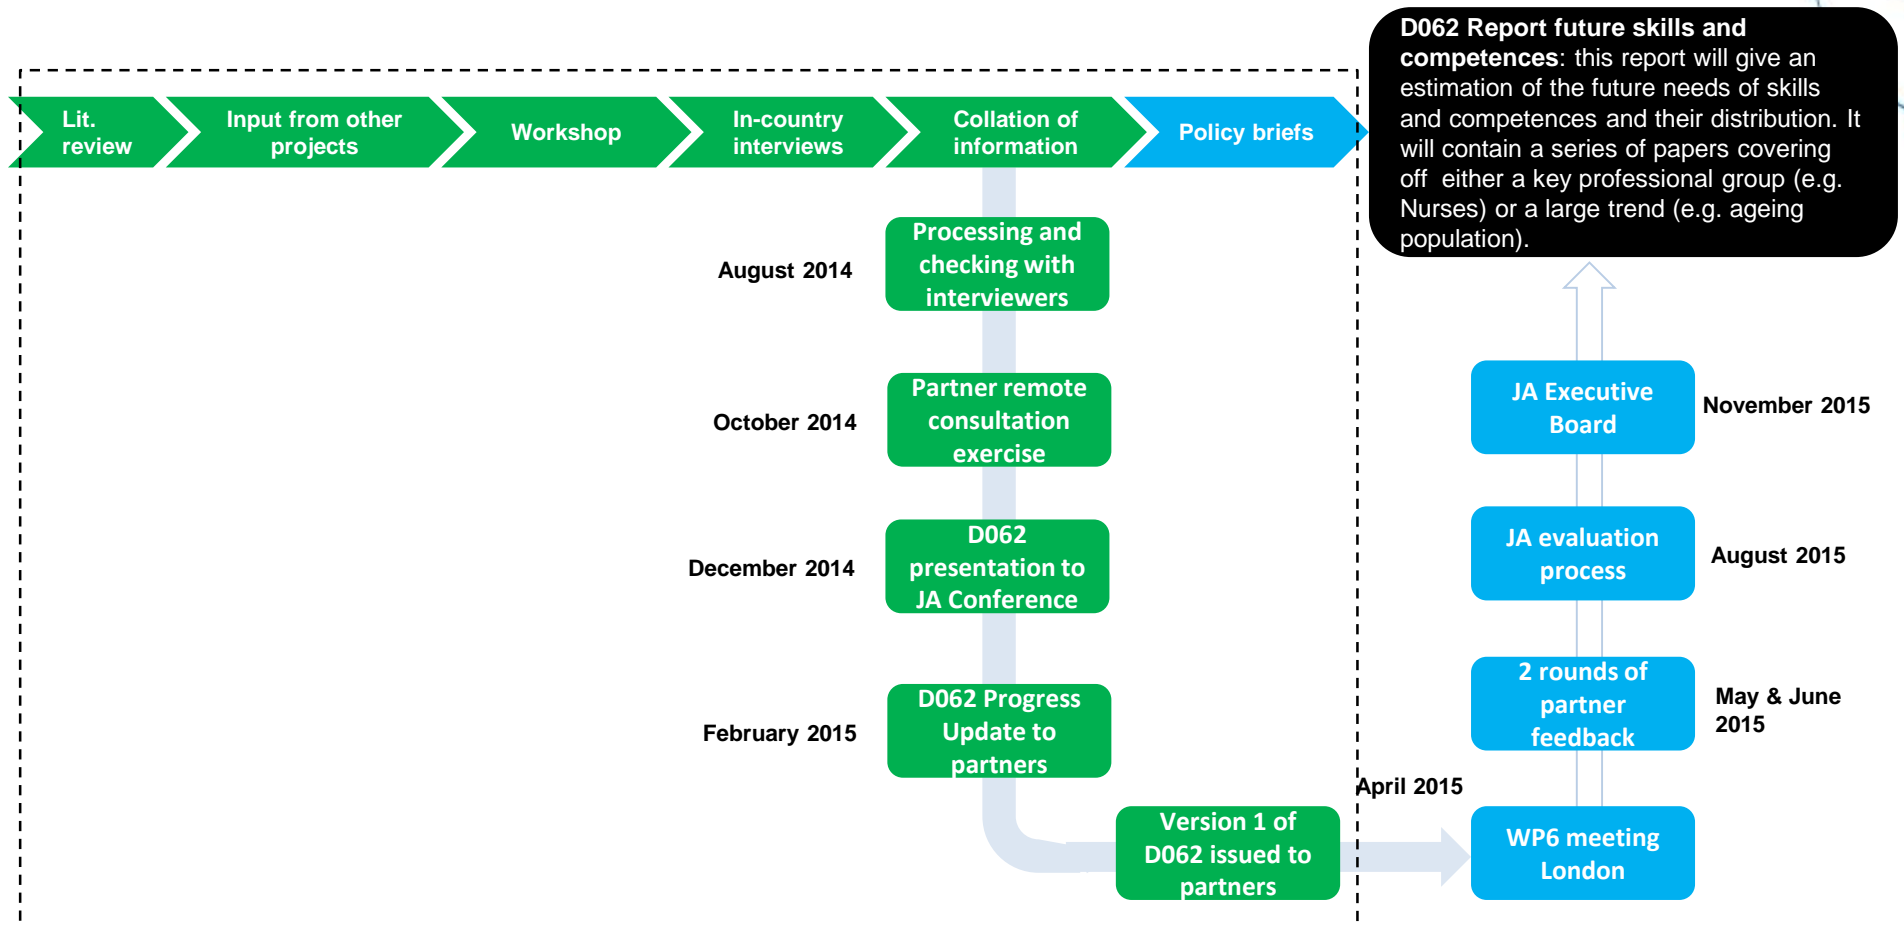 Lit.
review
Input from other
projects
Workshop
In-country
interviews
Collation of
information
Policy briefs
D062 Report future skills and
competences: this report will give an
estimation of the future needs of skills
and competences and their distribution. It
will contain a series of papers covering
off either a key professional group (e.g.
Nurses) or a large trend (e.g. ageing
population).
August 2014
Processing and
checking with
interviewers
October 2014
Partner remote
consultation
exercise
December 2014
D062
presentation to
JA Conference
February 2015
D062 Progress
Update to
partners
Version 1 of
D062 issued to
partners
April 2015
WP6 meeting
London
2 rounds of
partner
feedback
May & June
2015
JA evaluation
process
August 2015
JA Executive
Board
November 2015